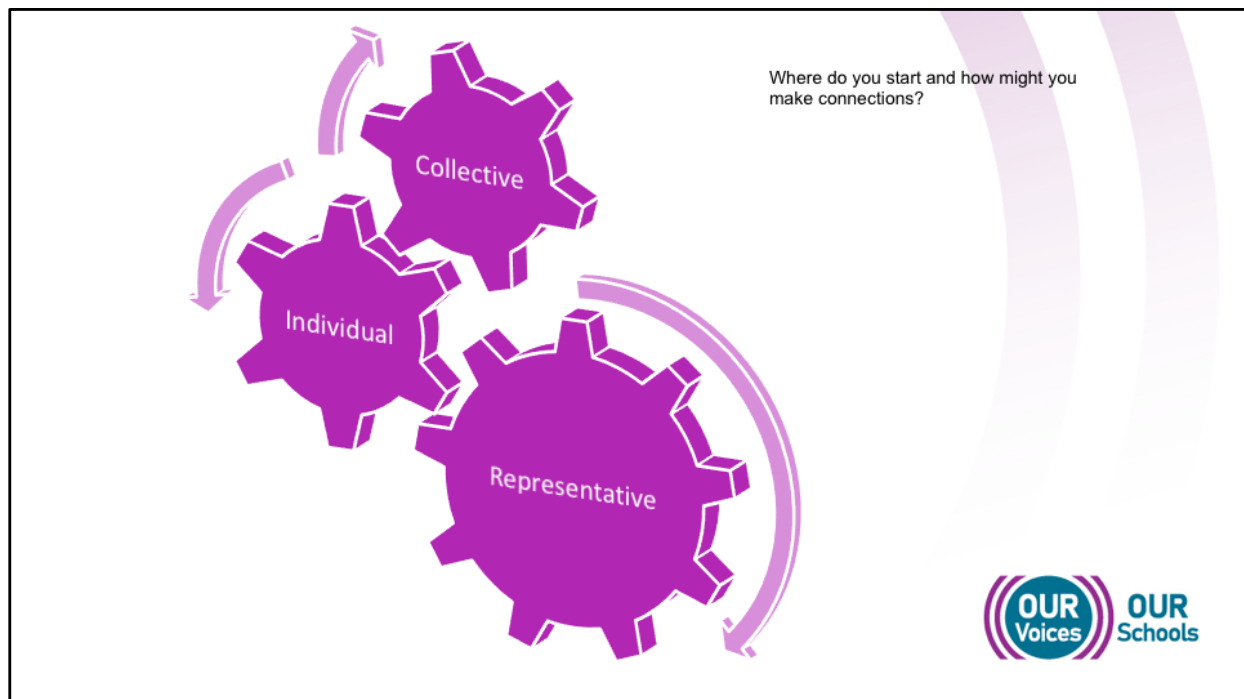 Where do you start and how might you
make connections?
Collective
Individual
Representative
OUR
Voices
OUR
Schools